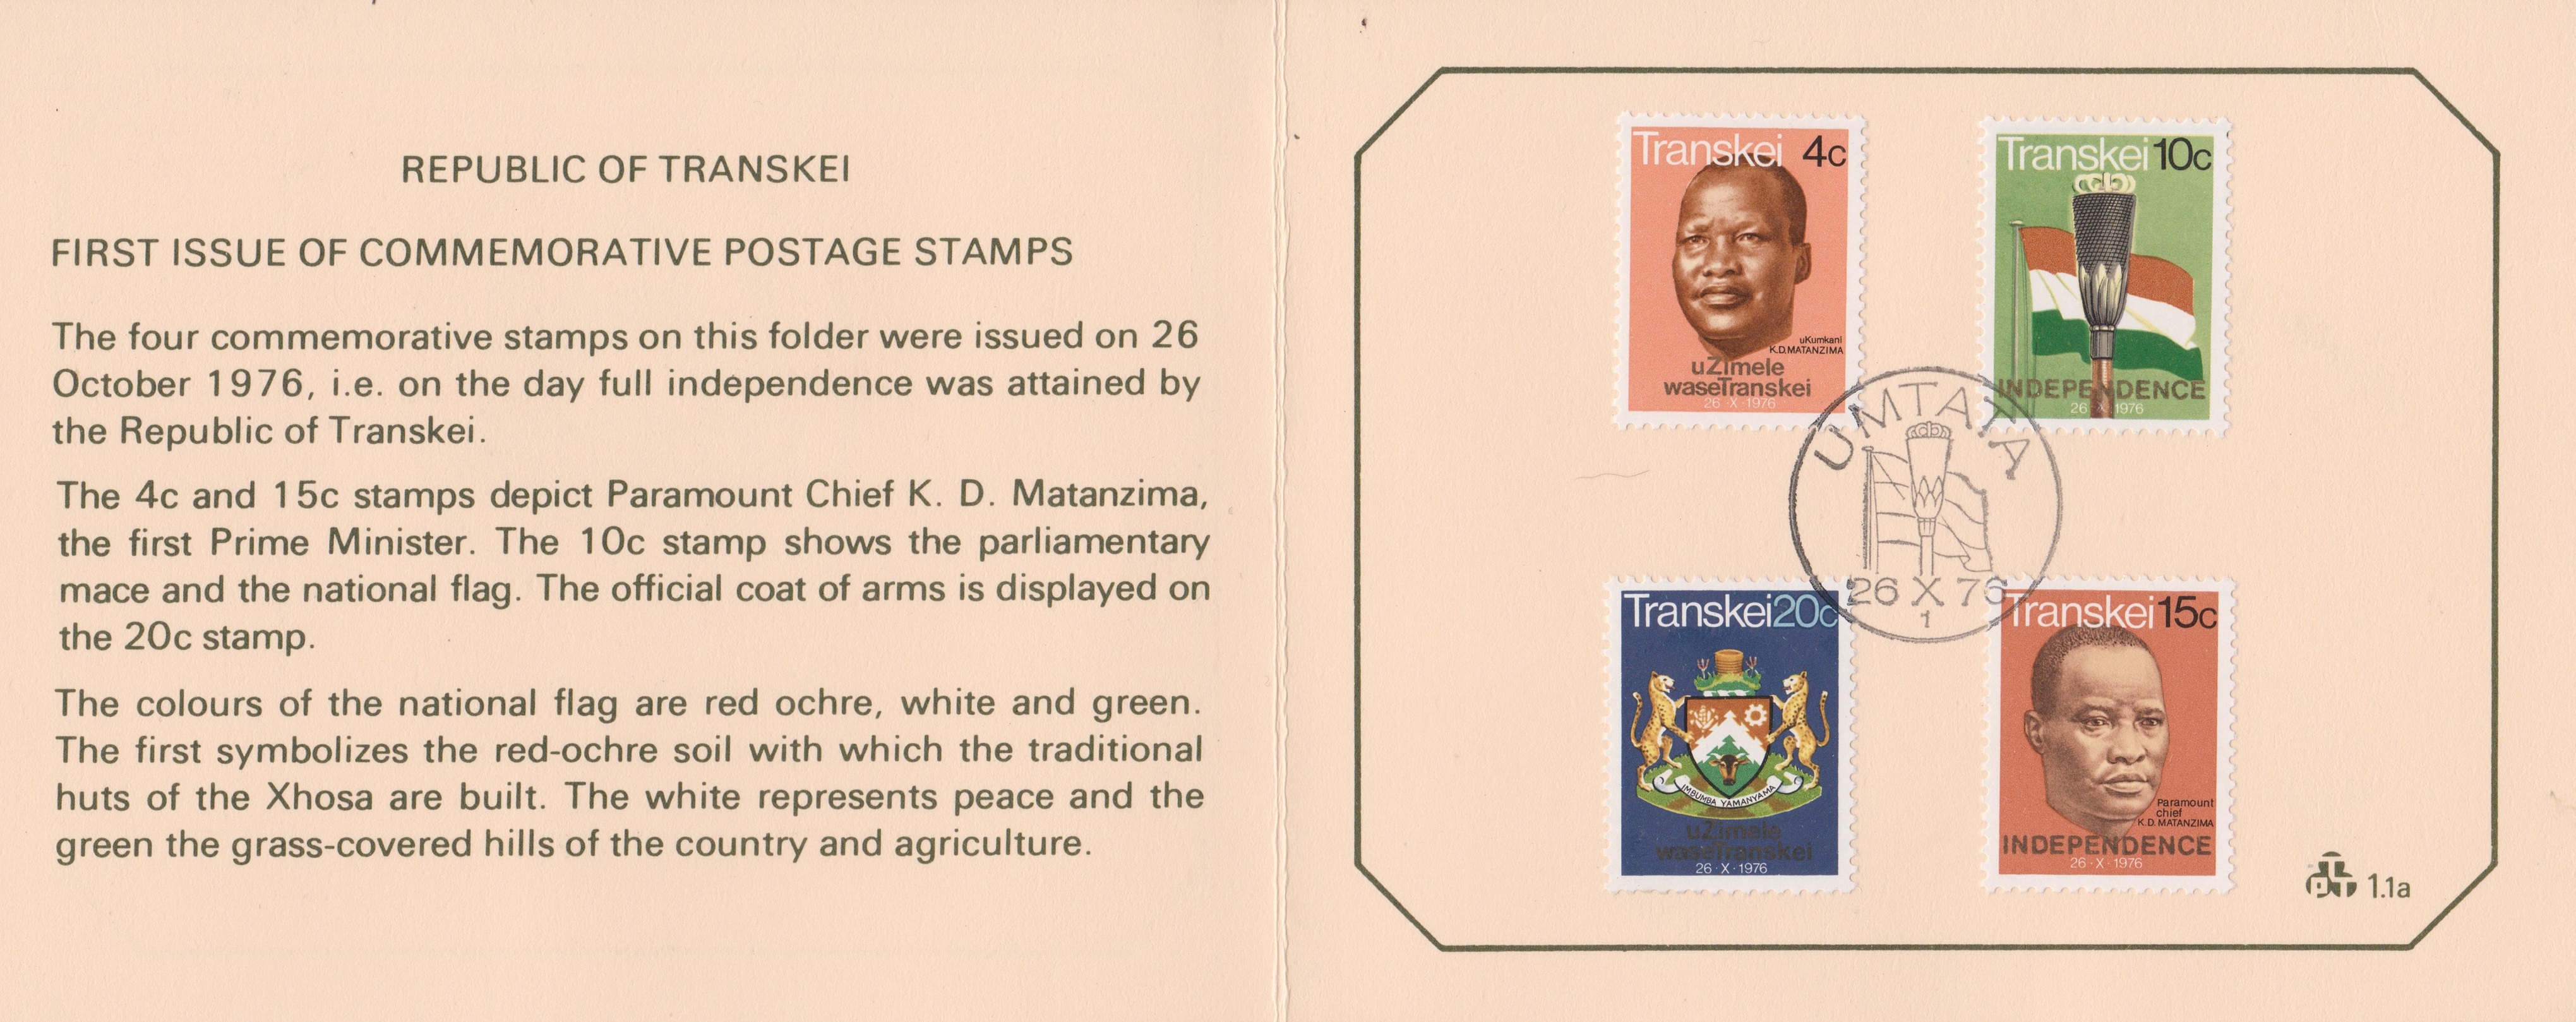 REPUBLIC OF TRANSKEI
FIRST ISSUE OF COMMEMORATIVE POSTAGE STAMPS
The four commemorative stamps on this folder were issued on 26
October 1976, i.e. on the day full independence was attained by
the Republic of Transkei.
The 4c and 15c stamps depict Paramount Chief K. D. Matanzima,
the first Prime Minister. The 10c stamp shows the parliamentary
mace and the national flag. The official coat of arms is displayed on
the 20c stamp.
The colours of the national flag are red ochre, white and green.
The first symbolizes the red-ochre soil with which the traditional
huts of the Xhosa are built. The white represents peace and the
green the grass-covered hills of the country and agriculture.
Transkei 4c
uKumkani
K.D.MATANZIMA
uZimele
waseTranskei
26·X·1976
Transkei 10c
INDEPENDENCE
26·X·1976
UMTATA
26 X 76
1
Transkei 20c
IMBUMBA YAMANYAMA
uZimele
waseTranskei
26·X·1976
Transkei 15c
Paramount
chief
K.D. MATANZIMA
INDEPENDENCE
26·X·1976
1.1a